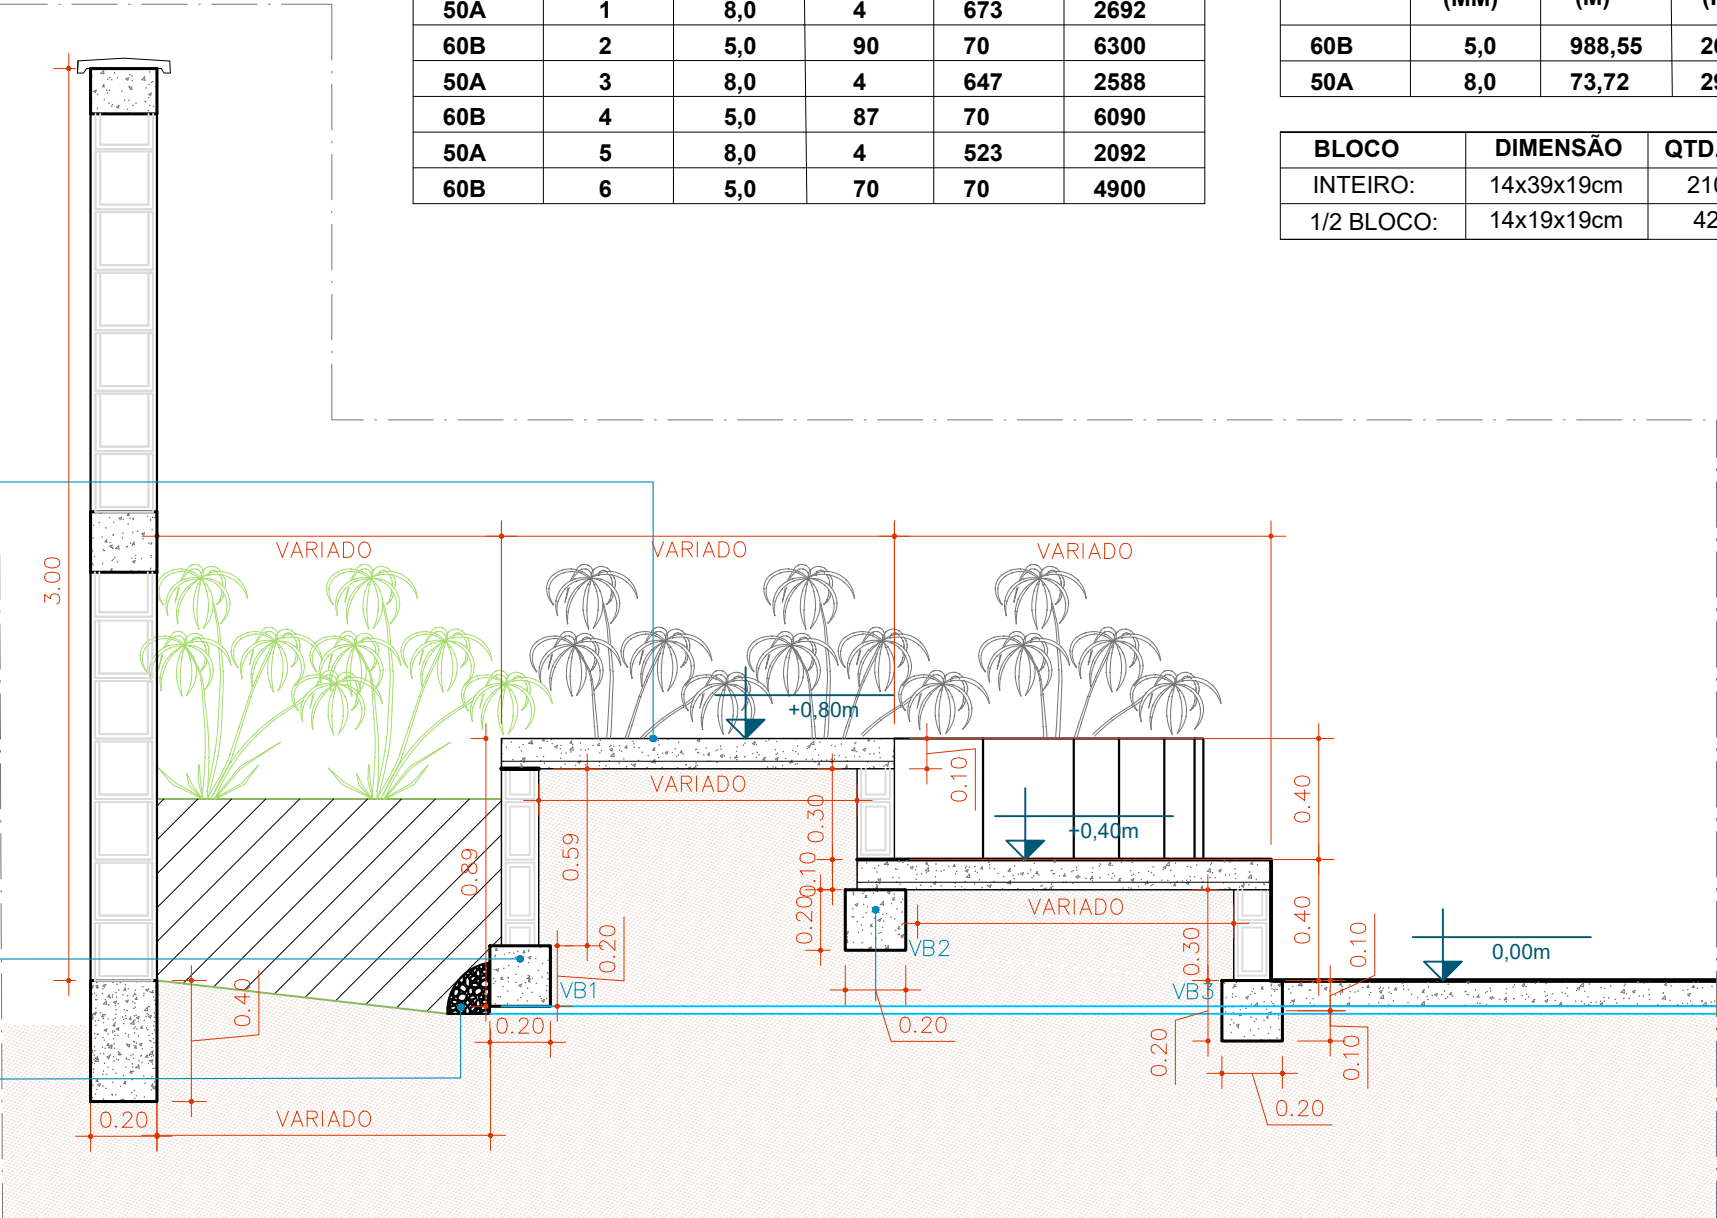 50A 1 8,0 4 673 2692
60B 2 5,0 90 70 6300
50A 3 8,0 4 647 2588
60B 4 5,0 87 70 6090
50A 5 8,0 4 523 2092
60B 6 5,0 70 70 4900
(MM) (M)
60B 5,0 988,55
50A 8,0 73,72
BLOCO DIMENSÃO QTD.
INTEIRO: 14x39x19cm 210
1/2 BLOCO: 14x19x19cm 42
3.00
VARIADO VARIADO VARIADO
+0,80m
VARIADO
0.10
0.30
0.40
+0,40m
0.89
0.59
0.10
0.20
VARIADO
0.40
0.20
VB2
0.30
0.10
0,00m
0.40
VB1
VB3
0.20
0.20
0.20
0.10
0.20
0.20
VARIADO